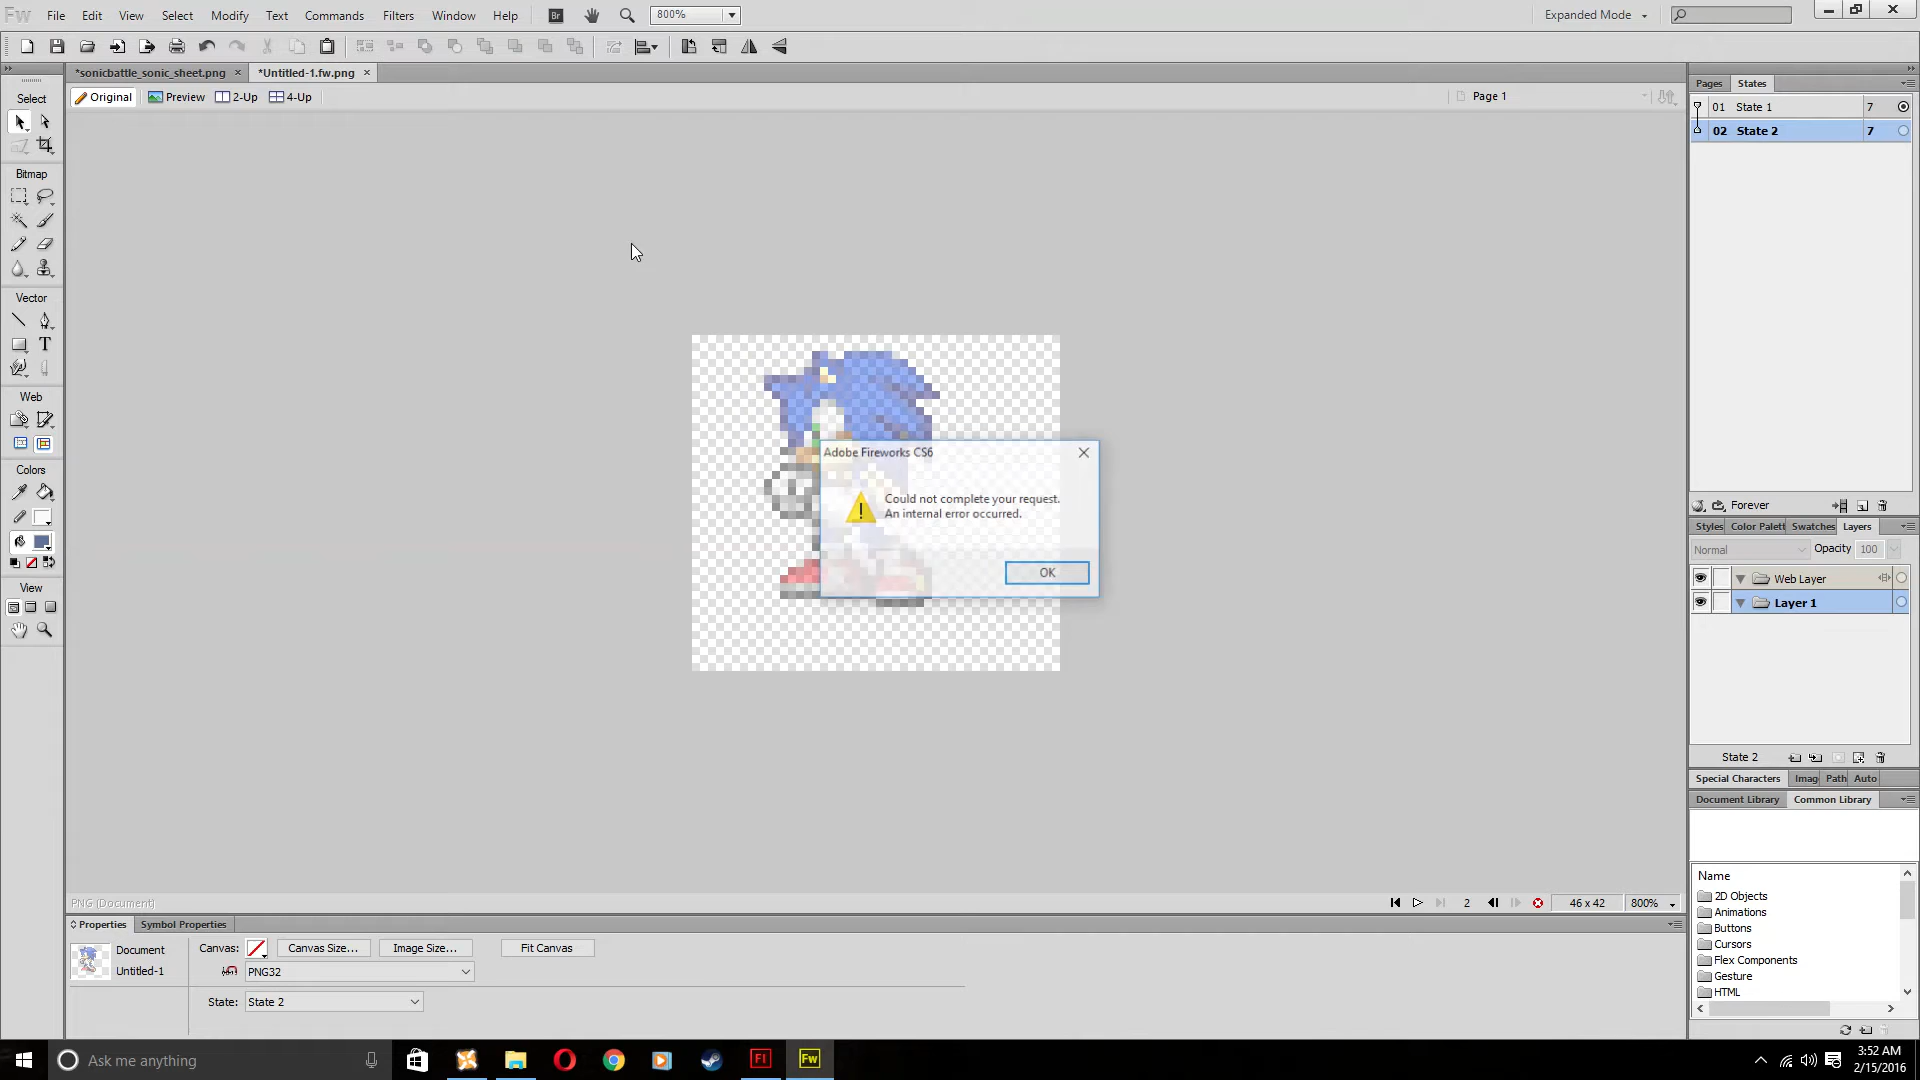 Fw File Edit View Select Modify Text Commands Filters Window Help Br 800% Expanded Mode
*sonicbattle_sonic_sheet.png *Untitled-1.fw.png
Original Preview 2-Up 4-Up Page 1
Select
Bitmap
Vector
T
Web
Colors
View
Pages States
01 State 1 7
02 State 2 7
Forever
Styles Color Palett Swatches Layers
Normal Opacity 100
Web Layer
Layer 1
State 2
Special Characters Imag Path Auto
Document Library Common Library
Name
2D Objects
Animations
Buttons
Cursors
Flex Components
Gesture
HTML
Adobe Fireworks CS6
Could not complete your request.
An internal error occurred.
OK
PNG (Document) 2 46 x 42 800%
Properties Symbol Properties
Document Canvas: Canvas Size... Image Size... Fit Canvas
Untitled-1 PNG32
State: State 2
Ask me anything Fl Fw 3:52 AM
2/15/2016